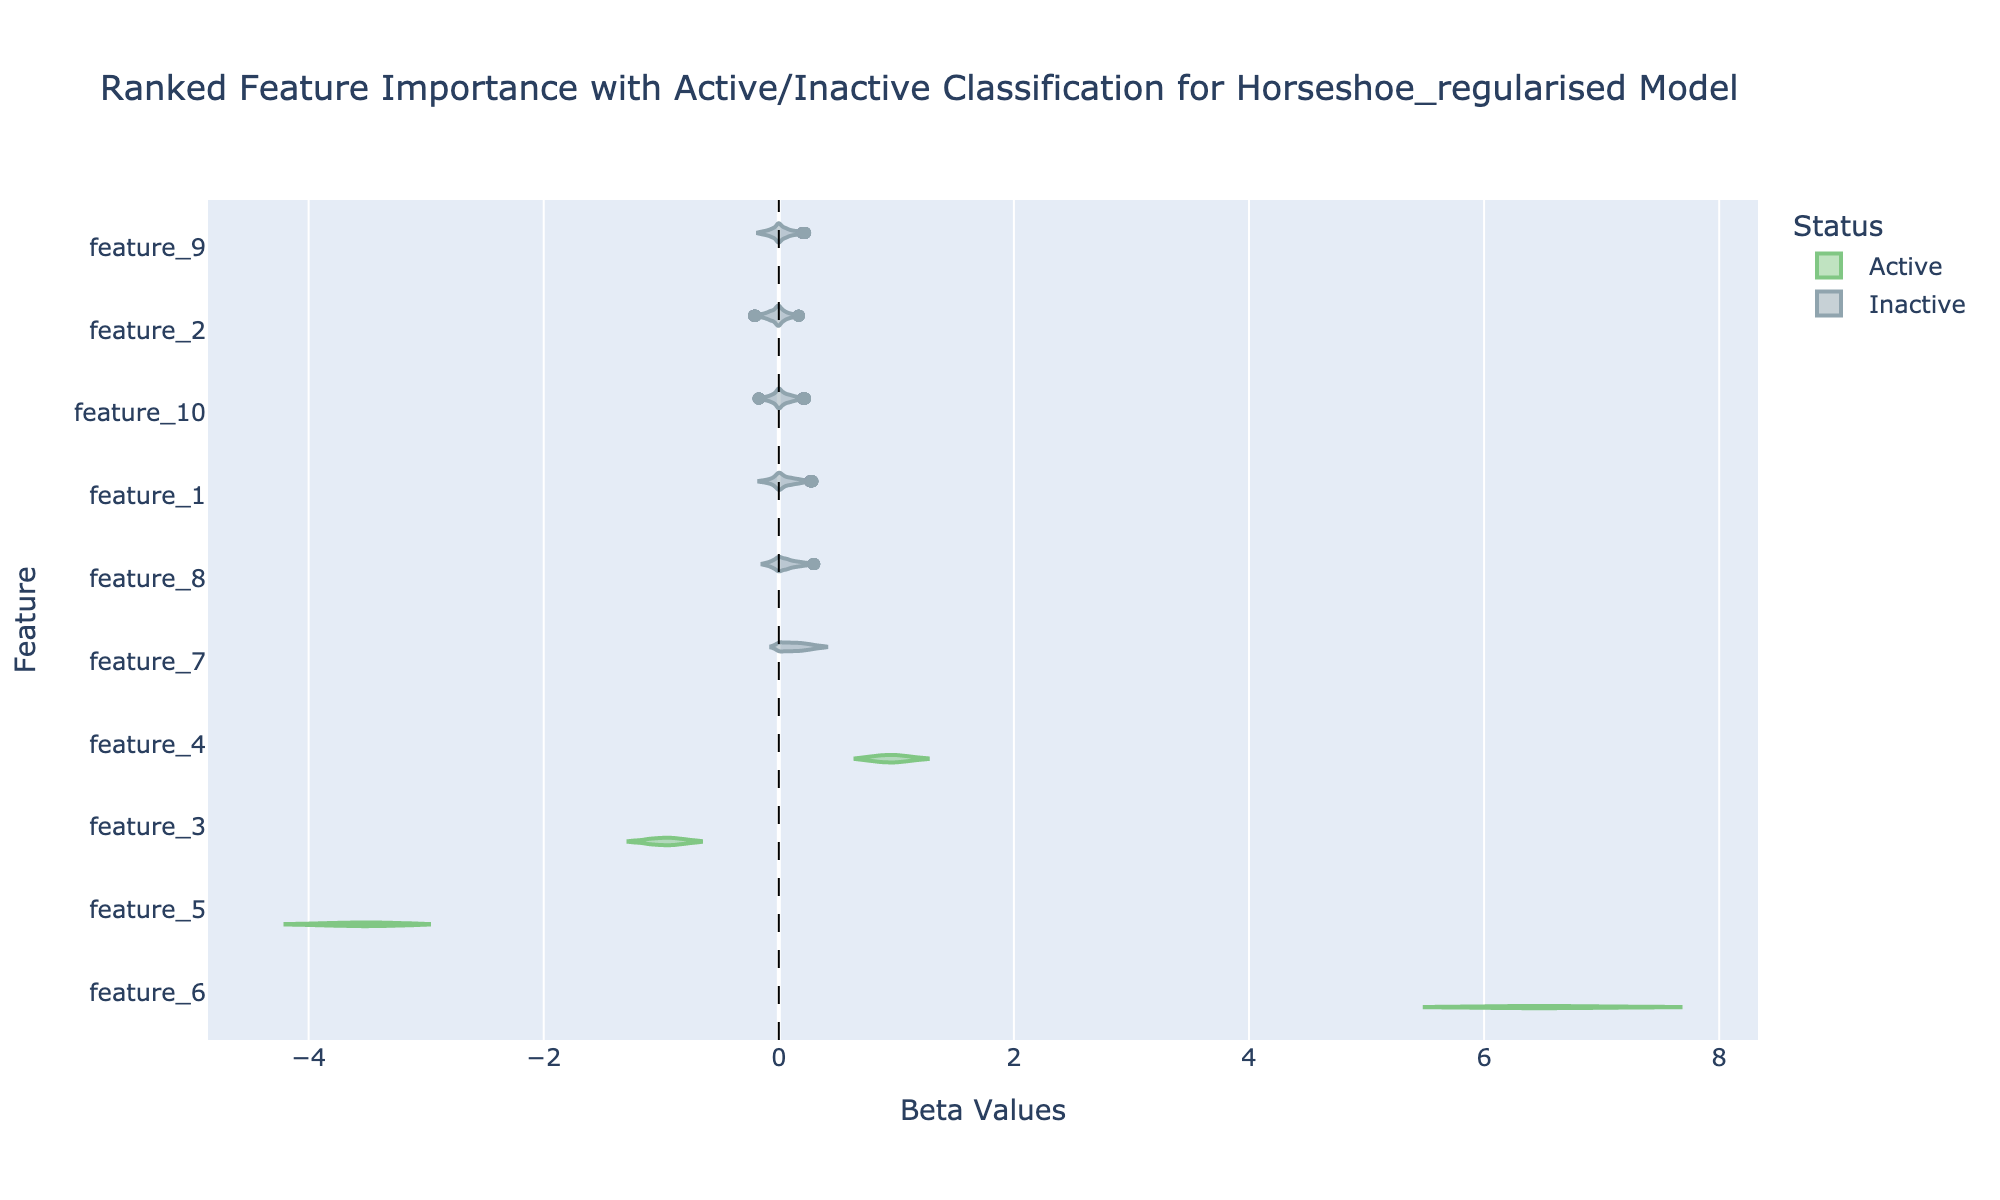 Ranked Feature Importance with Active/Inactive Classification for Horseshoe_regularised Model
Status
Active
Inactive
Feature
feature_9
feature_2
feature_10
feature_1
feature_8
feature_7
feature_4
feature_3
feature_5
feature_6
−4
−2
0
2
4
6
8
Beta Values